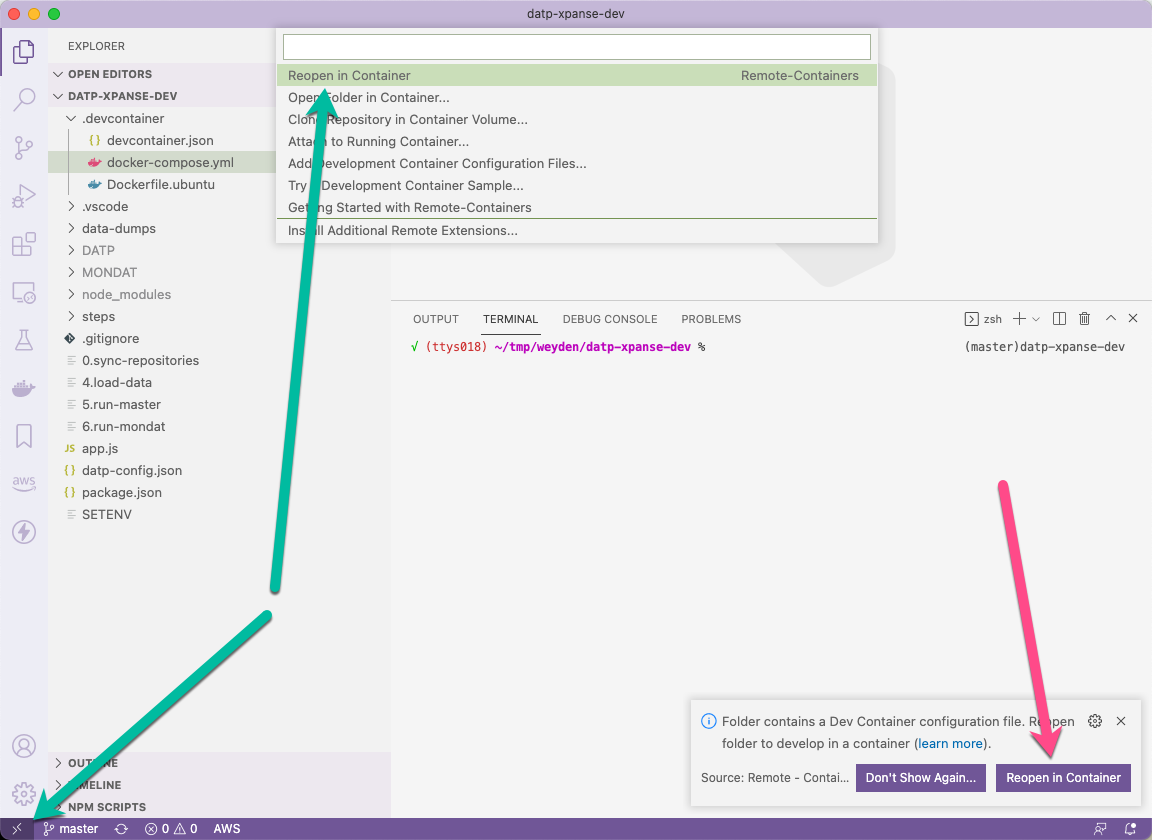 datp-xpanse-dev
EXPLORER
OPEN EDITORS
DATP-XPANSE-DEV
.devcontainer
{} devcontainer.json
docker-compose.yml
Dockerfile.ubuntu
.vscode
data-dumps
DATP
MONDAT
node_modules
steps
.gitignore
0.sync-repositories
4.load-data
5.run-master
6.run-mondat
JS app.js
{} datp-config.json
{} package.json
SETENV
OUTLINE
TIMELINE
NPM SCRIPTS
aws
Reopen in Container Remote-Containers
Open Folder in Container...
Clone Repository in Container Volume...
Attach to Running Container...
Add Development Container Configuration Files...
Try a Development Container Sample...
Getting Started with Remote-Containers
Install Additional Remote Extensions...
OUTPUT TERMINAL DEBUG CONSOLE PROBLEMS zsh
√ (ttys018) ~/tmp/weyden/datp-xpanse-dev % (master)datp-xpanse-dev
Folder contains a Dev Container configuration file. Reopen
folder to develop in a container (learn more).
Source: Remote - Contai... Don't Show Again... Reopen in Container
master 0 0 AWS